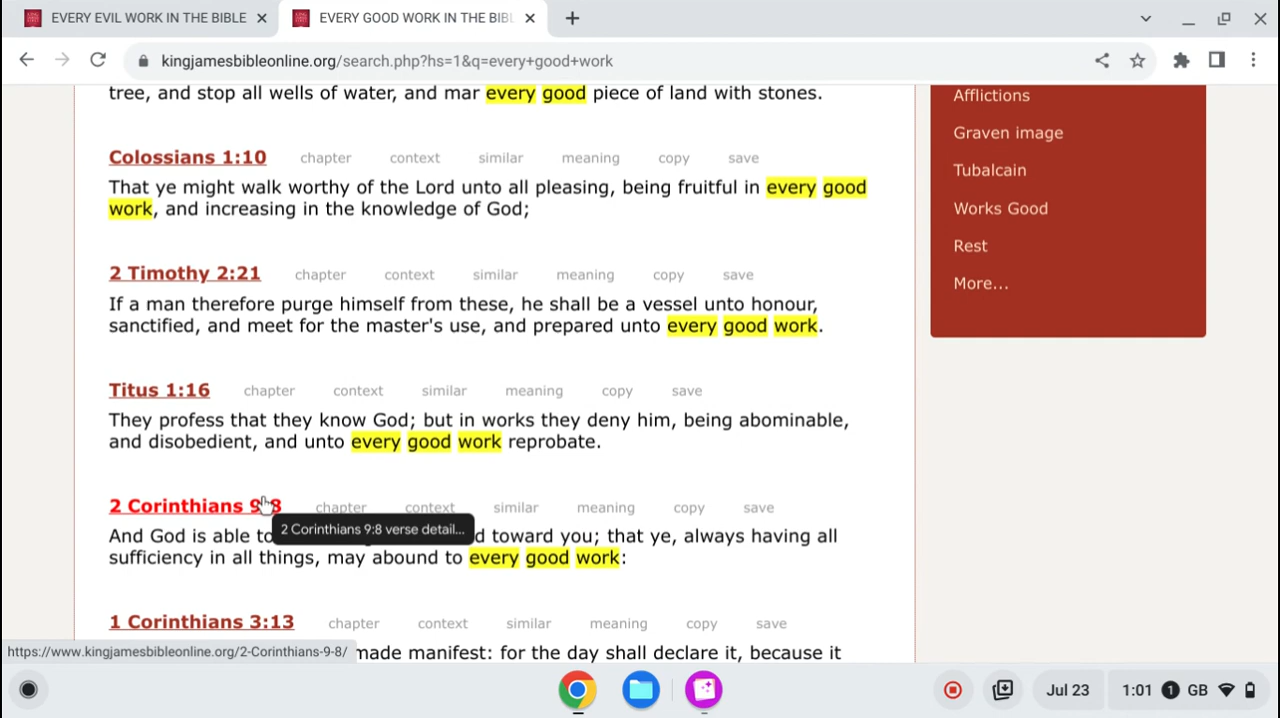 EVERY EVIL WORK IN THE BIBLE
EVERY GOOD WORK IN THE BIB
kingjamesbibleonline.org/search.php?hs=1&q=every+good+work
tree, and stop all wells of water, and mar every good piece of land with stones.
Colossians 1:10 chapter context similar meaning copy save
That ye might walk worthy of the Lord unto all pleasing, being fruitful in every good
work, and increasing in the knowledge of God;
2 Timothy 2:21 chapter context similar meaning copy save
If a man therefore purge himself from these, he shall be a vessel unto honour,
sanctified, and meet for the master's use, and prepared unto every good work.
Titus 1:16 chapter context similar meaning copy save
They profess that they know God; but in works they deny him, being abominable,
and disobedient, and unto every good work reprobate.
2 Corinthians 9:8 chapter context similar meaning copy save
2 Corinthians 9:8 verse detail...
And God is able to d toward you; that ye, always having all
sufficiency in all things, may abound to every good work:
1 Corinthians 3:13 chapter context similar meaning copy save
made manifest: for the day shall declare it, because it
https://www.kingjamesbibleonline.org/2-Corinthians-9-8/
Afflictions
Graven image
Tubalcain
Works Good
Rest
More...
Jul 23
1:01 1 GB